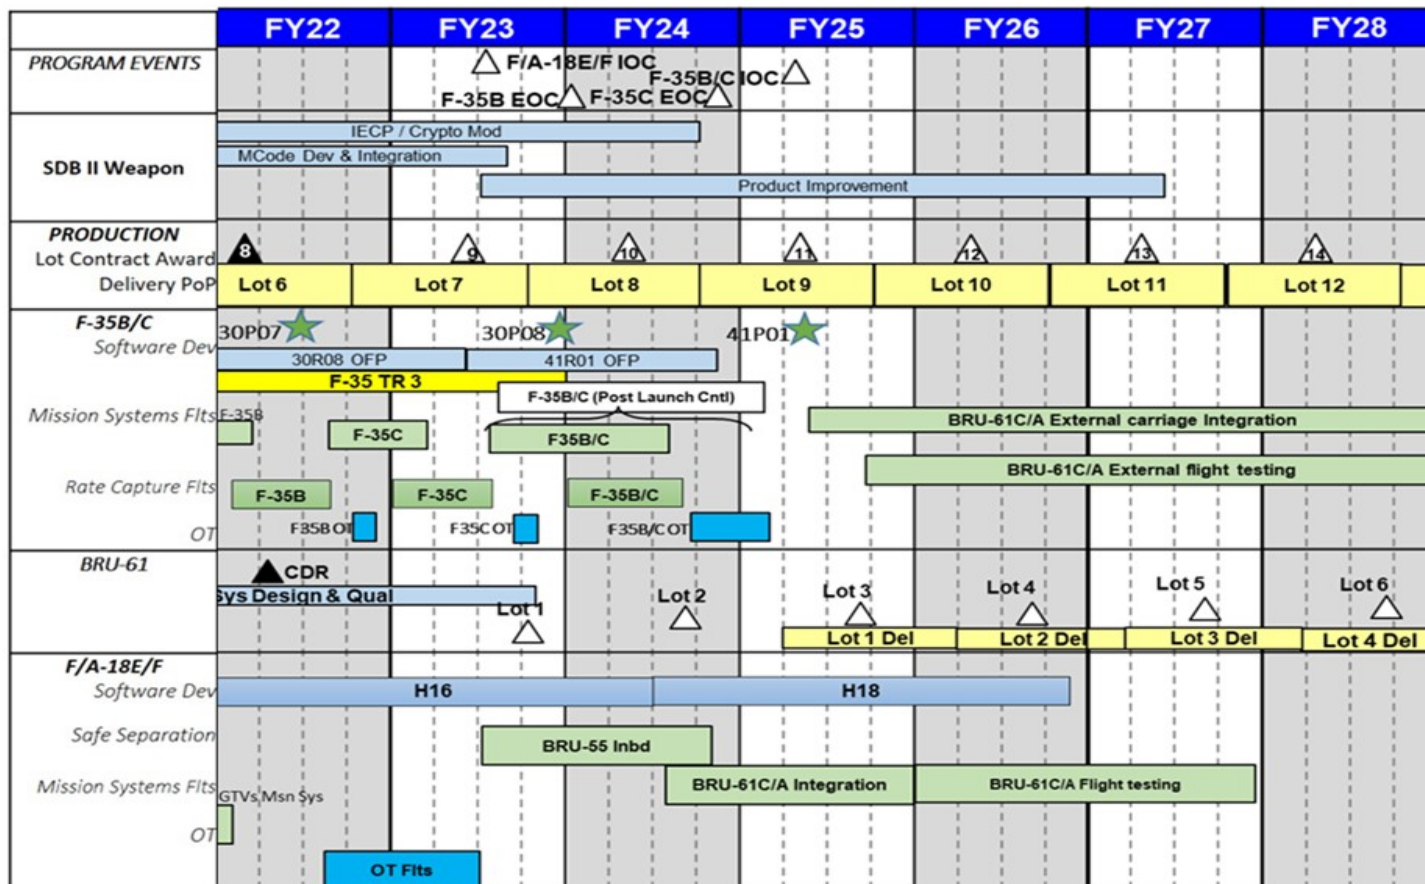 FY22 FY23 FY24 FY25 FY26 FY27 FY28
PROGRAM EVENTS
F/A-18E/F IOC
F-35B/C IOC
F-35B EOC
F-35C EOC
SDB II Weapon
IECP / Crypto Mod
MCode Dev & Integration
Product Improvement
PRODUCTION
Lot Contract Award
8 9 10 11 12 13 14
Delivery PoP
Lot 6 Lot 7 Lot 8 Lot 9 Lot 10 Lot 11 Lot 12
F-35B/C
30P07 30P08 41P01
Software Dev
30R08 OFP 41R01 OFP
F-35 TR 3
F-35B/C (Post Launch Cntl)
Mission Systems Flts
F-35B
F-35C
F35B/C
BRU-61C/A External carriage Integration
BRU-61C/A External flight testing
Rate Capture Flts
F-35B F-35C F-35B/C
OT
F35B OT F35C OT F35B/C OT
BRU-61
CDR
Sys Design & Qual
Lot 1 Lot 2 Lot 3 Lot 4 Lot 5 Lot 6
Lot 1 Del Lot 2 Del Lot 3 Del Lot 4 Del
F/A-18E/F
Software Dev
H16 H18
Safe Separation
BRU-55 Inbd
Mission Systems Flts
BRU-61C/A Integration BRU-61C/A Flight testing
GTVs Msn Sys
OT
OT Flts